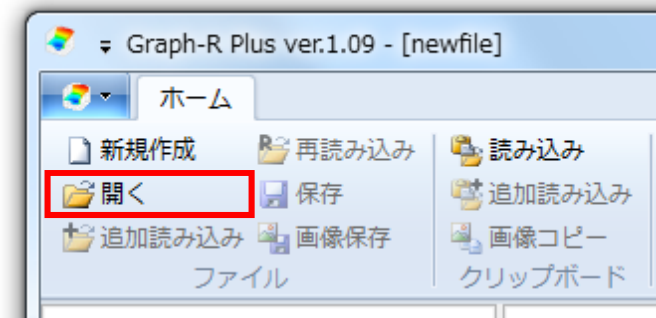 Graph-R Plus ver.1.09 - [newfile]
ホーム
新規作成 再読み込み 読み込み
開く 保存 追加読み込み
追加読み込み 画像保存 画像コピー
ファイル クリップボード